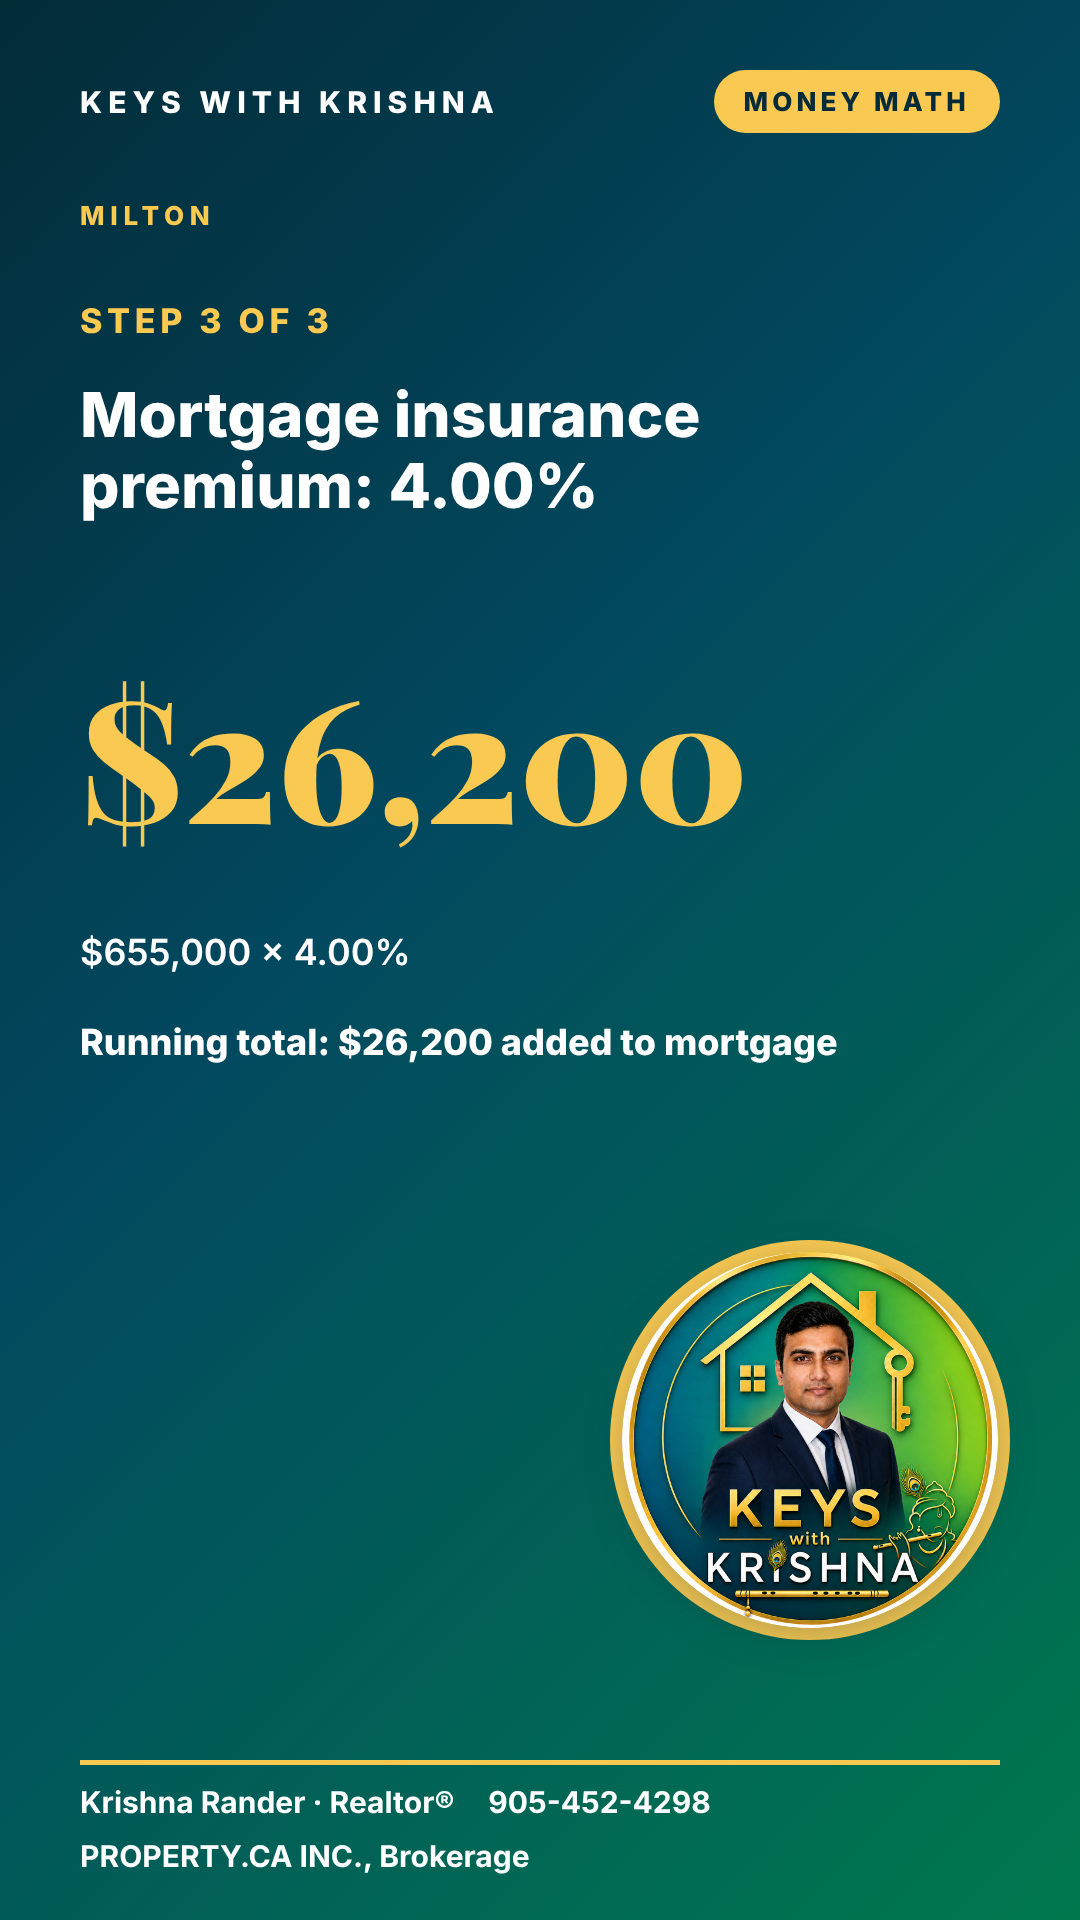 KEYS WITH KRISHNA
MONEY MATH
MILTON
STEP 3 OF 3
Mortgage insurance
premium: 4.00%
$26,200
$655,000 × 4.00%
Running total: $26,200 added to mortgage
KEYS
with
KRISHNA
Krishna Rander · Realtor® 905-452-4298
PROPERTY.CA INC., Brokerage